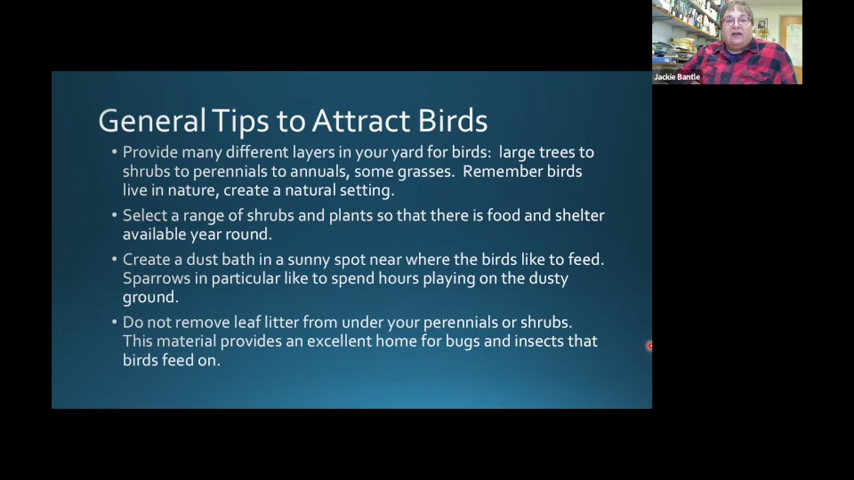 Jackie Bantle
General Tips to Attract Birds
• Provide many different layers in your yard for birds: large trees to
shrubs to perennials to annuals, some grasses. Remember birds
live in nature, create a natural setting.
• Select a range of shrubs and plants so that there is food and shelter
available year round.
• Create a dust bath in a sunny spot near where the birds like to feed.
Sparrows in particular like to spend hours playing on the dusty
ground.
• Do not remove leaf litter from under your perennials or shrubs.
This material provides an excellent home for bugs and insects that
birds feed on.